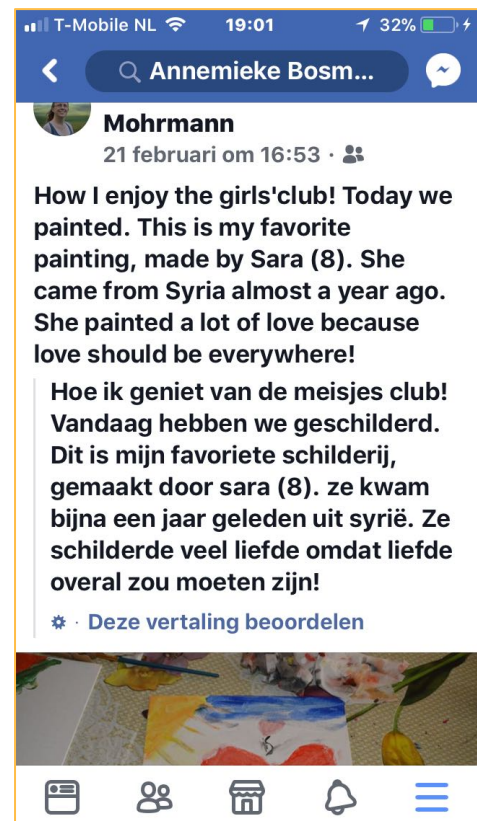 T-Mobile NL 19:01 32%
Annemieke Bosm...
Mohrmann
21 februari om 16:53 ·
How I enjoy the girls'club! Today we
painted. This is my favorite
painting, made by Sara (8). She
came from Syria almost a year ago.
She painted a lot of love because
love should be everywhere!
Hoe ik geniet van de meisjes club!
Vandaag hebben we geschilderd.
Dit is mijn favoriete schilderij,
gemaakt door sara (8). ze kwam
bijna een jaar geleden uit syrië. Ze
schilderde veel liefde omdat liefde
overal zou moeten zijn!
· Deze vertaling beoordelen